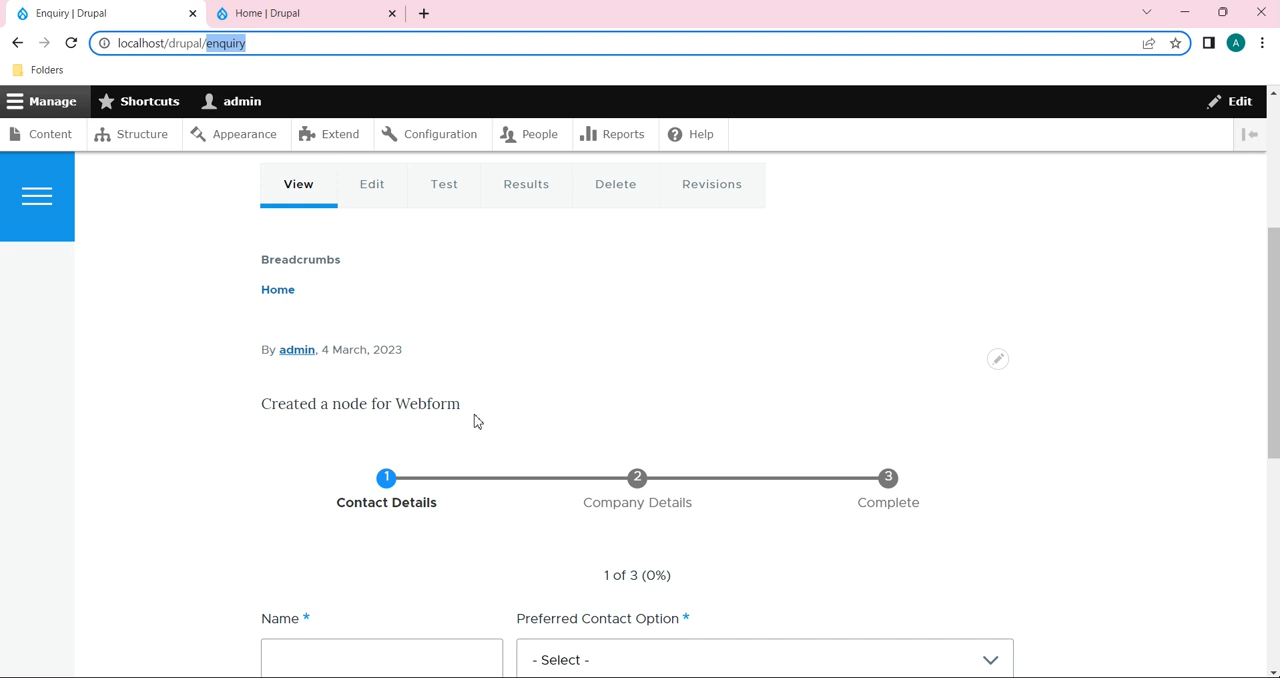 Enquiry | Drupal
Home | Drupal
localhost/drupal/enquiry
A
Folders
Manage Shortcuts admin Edit
Content Structure Appearance Extend Configuration People Reports Help
View Edit Test Results Delete Revisions
Breadcrumbs
Home
By admin, 4 March, 2023
Created a node for Webform
1 2 3
Contact Details Company Details Complete
1 of 3 (0%)
Name * Preferred Contact Option *
- Select -